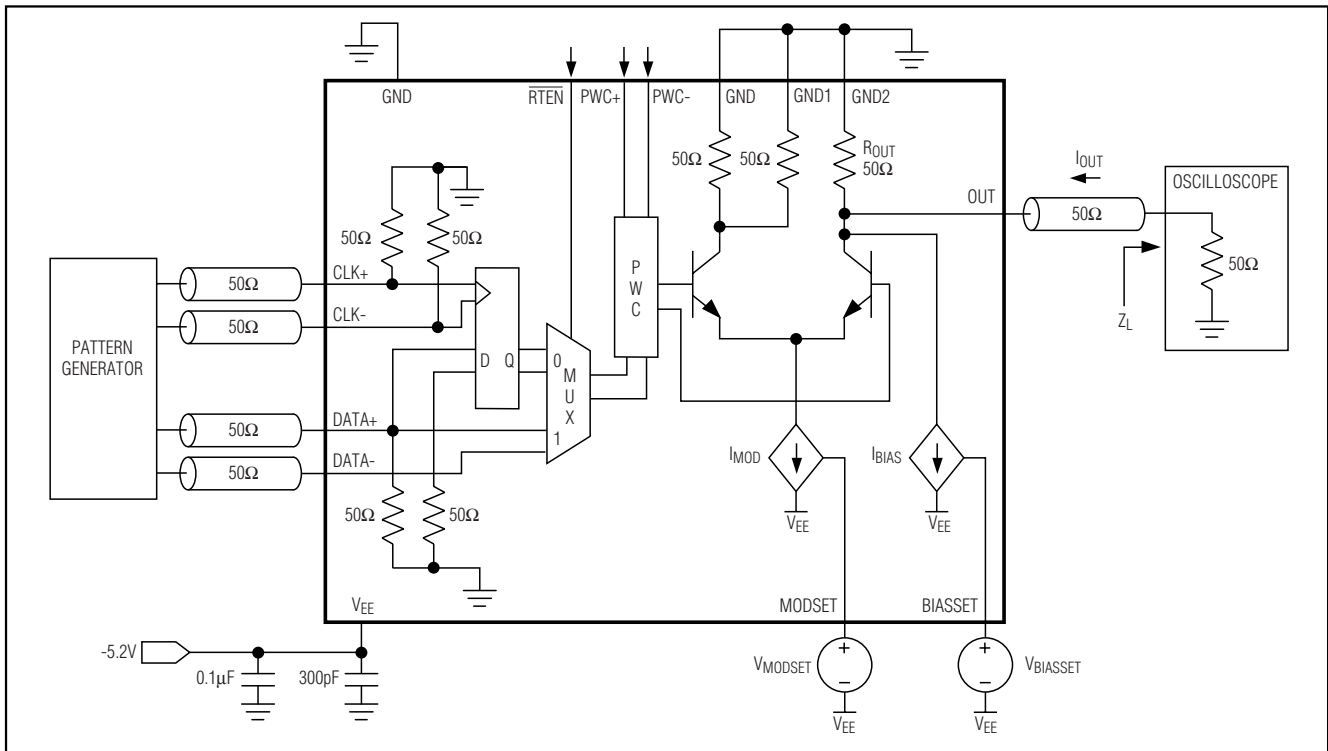 GND
RTEN
PWC+
PWC-
GND
GND1
GND2
50Ω
50Ω
ROUT
50Ω
IOUT
OSCILLOSCOPE
OUT
50Ω
50Ω
ZL
50Ω
50Ω
PATTERN
GENERATOR
50Ω
CLK+
50Ω
CLK-
D
Q
0
1
MUX
PWC
50Ω
DATA+
50Ω
DATA-
50Ω
50Ω
IMOD
IBIAS
VEE
VEE
VEE
MODSET
BIASSET
-5.2V
0.1µF
300pF
VMODSET
+
−
VEE
+
−
VBIASSET
VEE